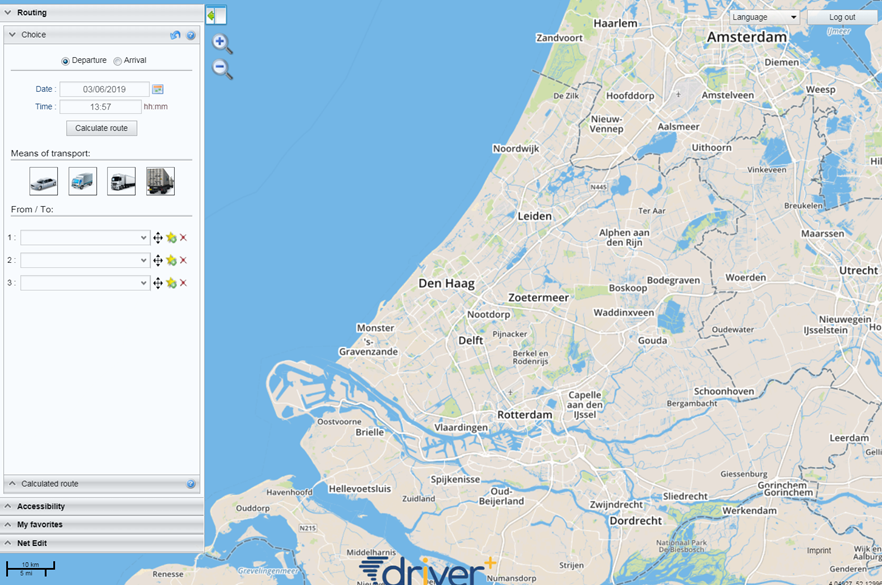 Routing
Choice
Departure Arrival
Date : 03/06/2019
Time : 13:57 hh:mm
Calculate route
Means of transport:
From / To:
1 :
2 :
3 :
Calculated route
Accessibility
My favorites
Net Edit
10 km
5 mi
Language
Log out
Haarlem
Zandvoort
Amsterdam
IJmeer
Diemen
Weesp
De Zilk
Hoofddorp
Amstelveen
Nieuw-
Vennep
Aalsmeer
Uithoorn
Noordwijk
Vinkeveen
Hil
N445
Leiden
Ter Aar
Breukelen
Alphen aan
den Rijn
Maarssen
Utrecht
Den Haag
Zoetermeer
Boskoop
Bodegraven
Woerden
Noordorp
Waddinxveen
Nieuwegein
IJsselstein
Monster
's-
Gravenzande
Pijnacker
Delft
Oudewater
Gouda
Berkel en
Rodenrijs
Schoonhoven
Bergambacht
Capelle
aan den
IJssel
Rotterdam
Oostvoorne
Brielle
Vlaardingen
Leerdam
Spijkenisse
Giessenburg
Gorinchem
Gorinchem
Havenhoofd
Hellevoetsluis
Zuidland
Oud-
Beijerland
Sliedrecht
Ouddorp
Zwijndrecht
Werkendam
N215
Dordrecht
Nationaal Park
De Biesbosch
Middelharnis
Imprint
Wijk en
Aalburg
Renesse
Grevelingenmeer
driver+
Numansdorp
Strijen